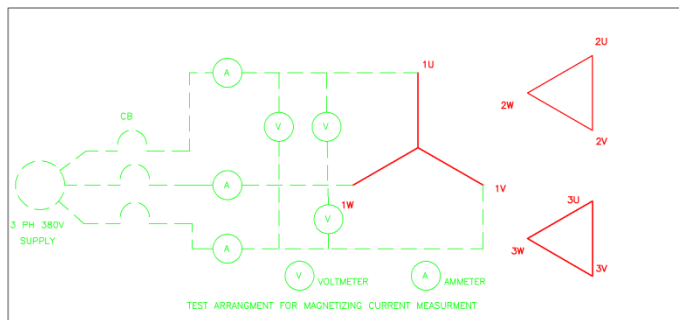 1U
2U
A
CB
2W
V
V
2V
A
1V
1W
3U
3 PH 380V
SUPPLY
V
A
3W
3V
V VOLTMETER
A AMMETER
TEST ARRANGMENT FOR MAGNETIZING CURRENT MEASURMENT